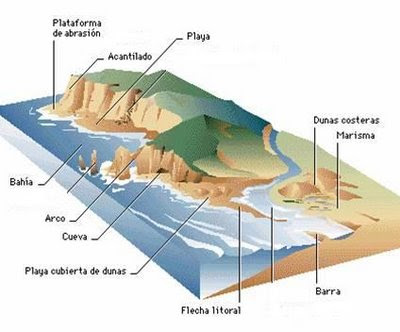 Plataforma
de abrasión
Acantilado
Playa
Dunas costeras
Marisma
Bahía
Arco
Cueva
Playa cubierta de dunas
Flecha litoral
Barra